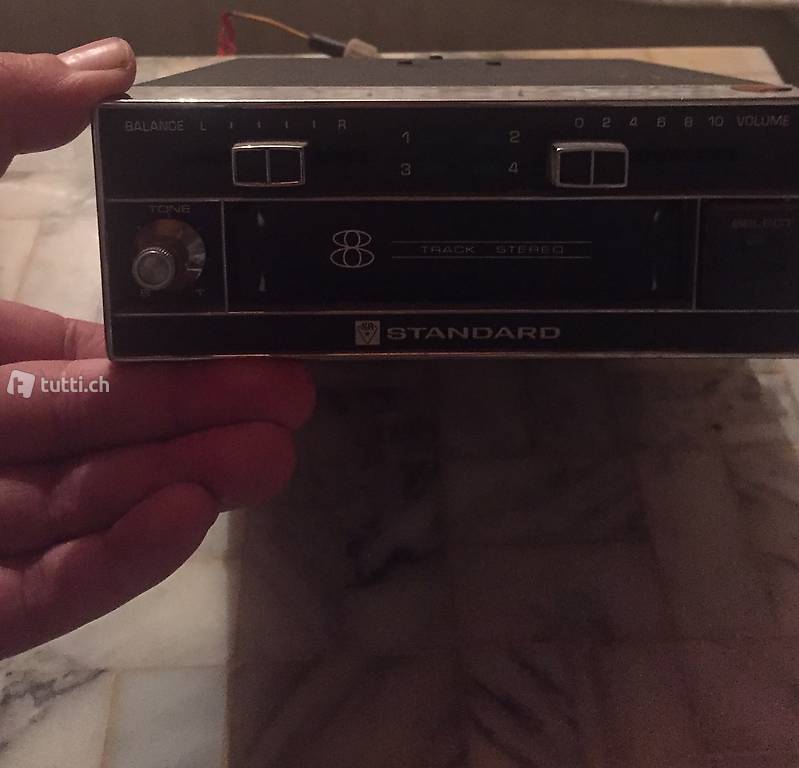 BALANCE L R 1 2 0 2 4 6 8 10 VOLUME
3 4
TONE
SELECT
8 TRACK STEREO
B T
SR STANDARD
tutti.ch